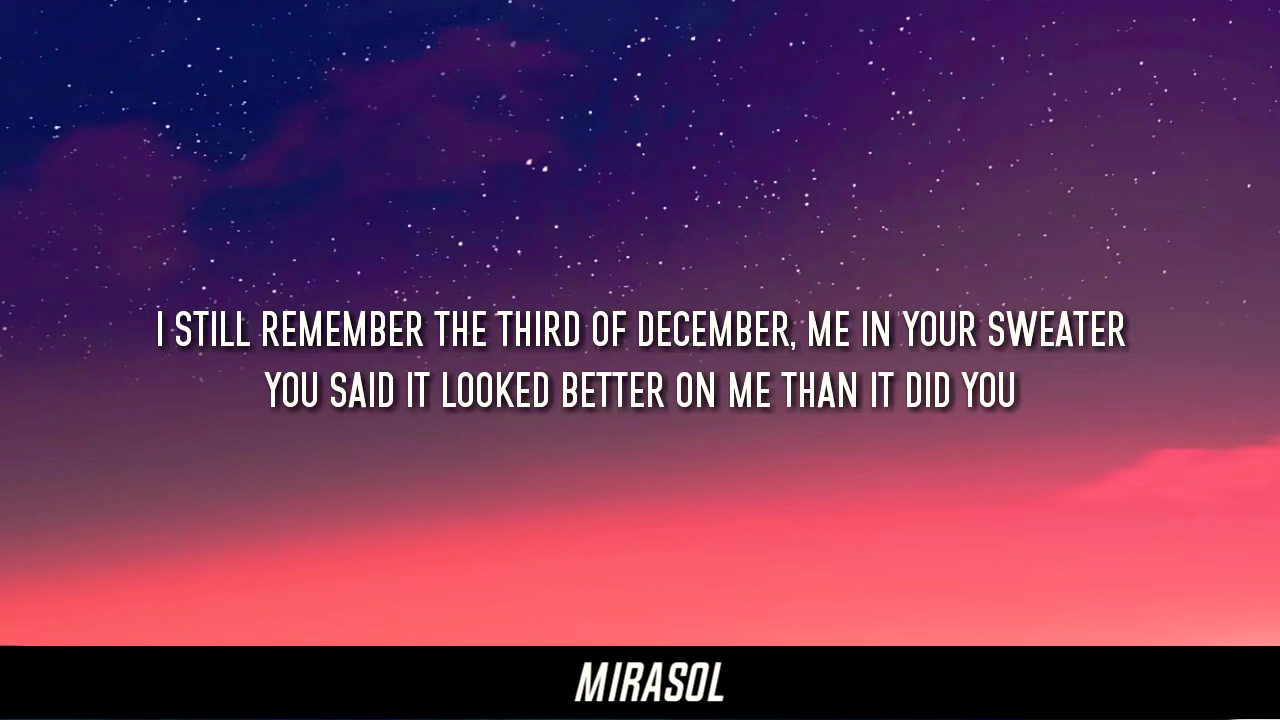 I STILL REMEMBER THE THIRD OF DECEMBER, ME IN YOUR SWEATER
YOU SAID IT LOOKED BETTER ON ME THAN IT DID YOU
MIRASOL